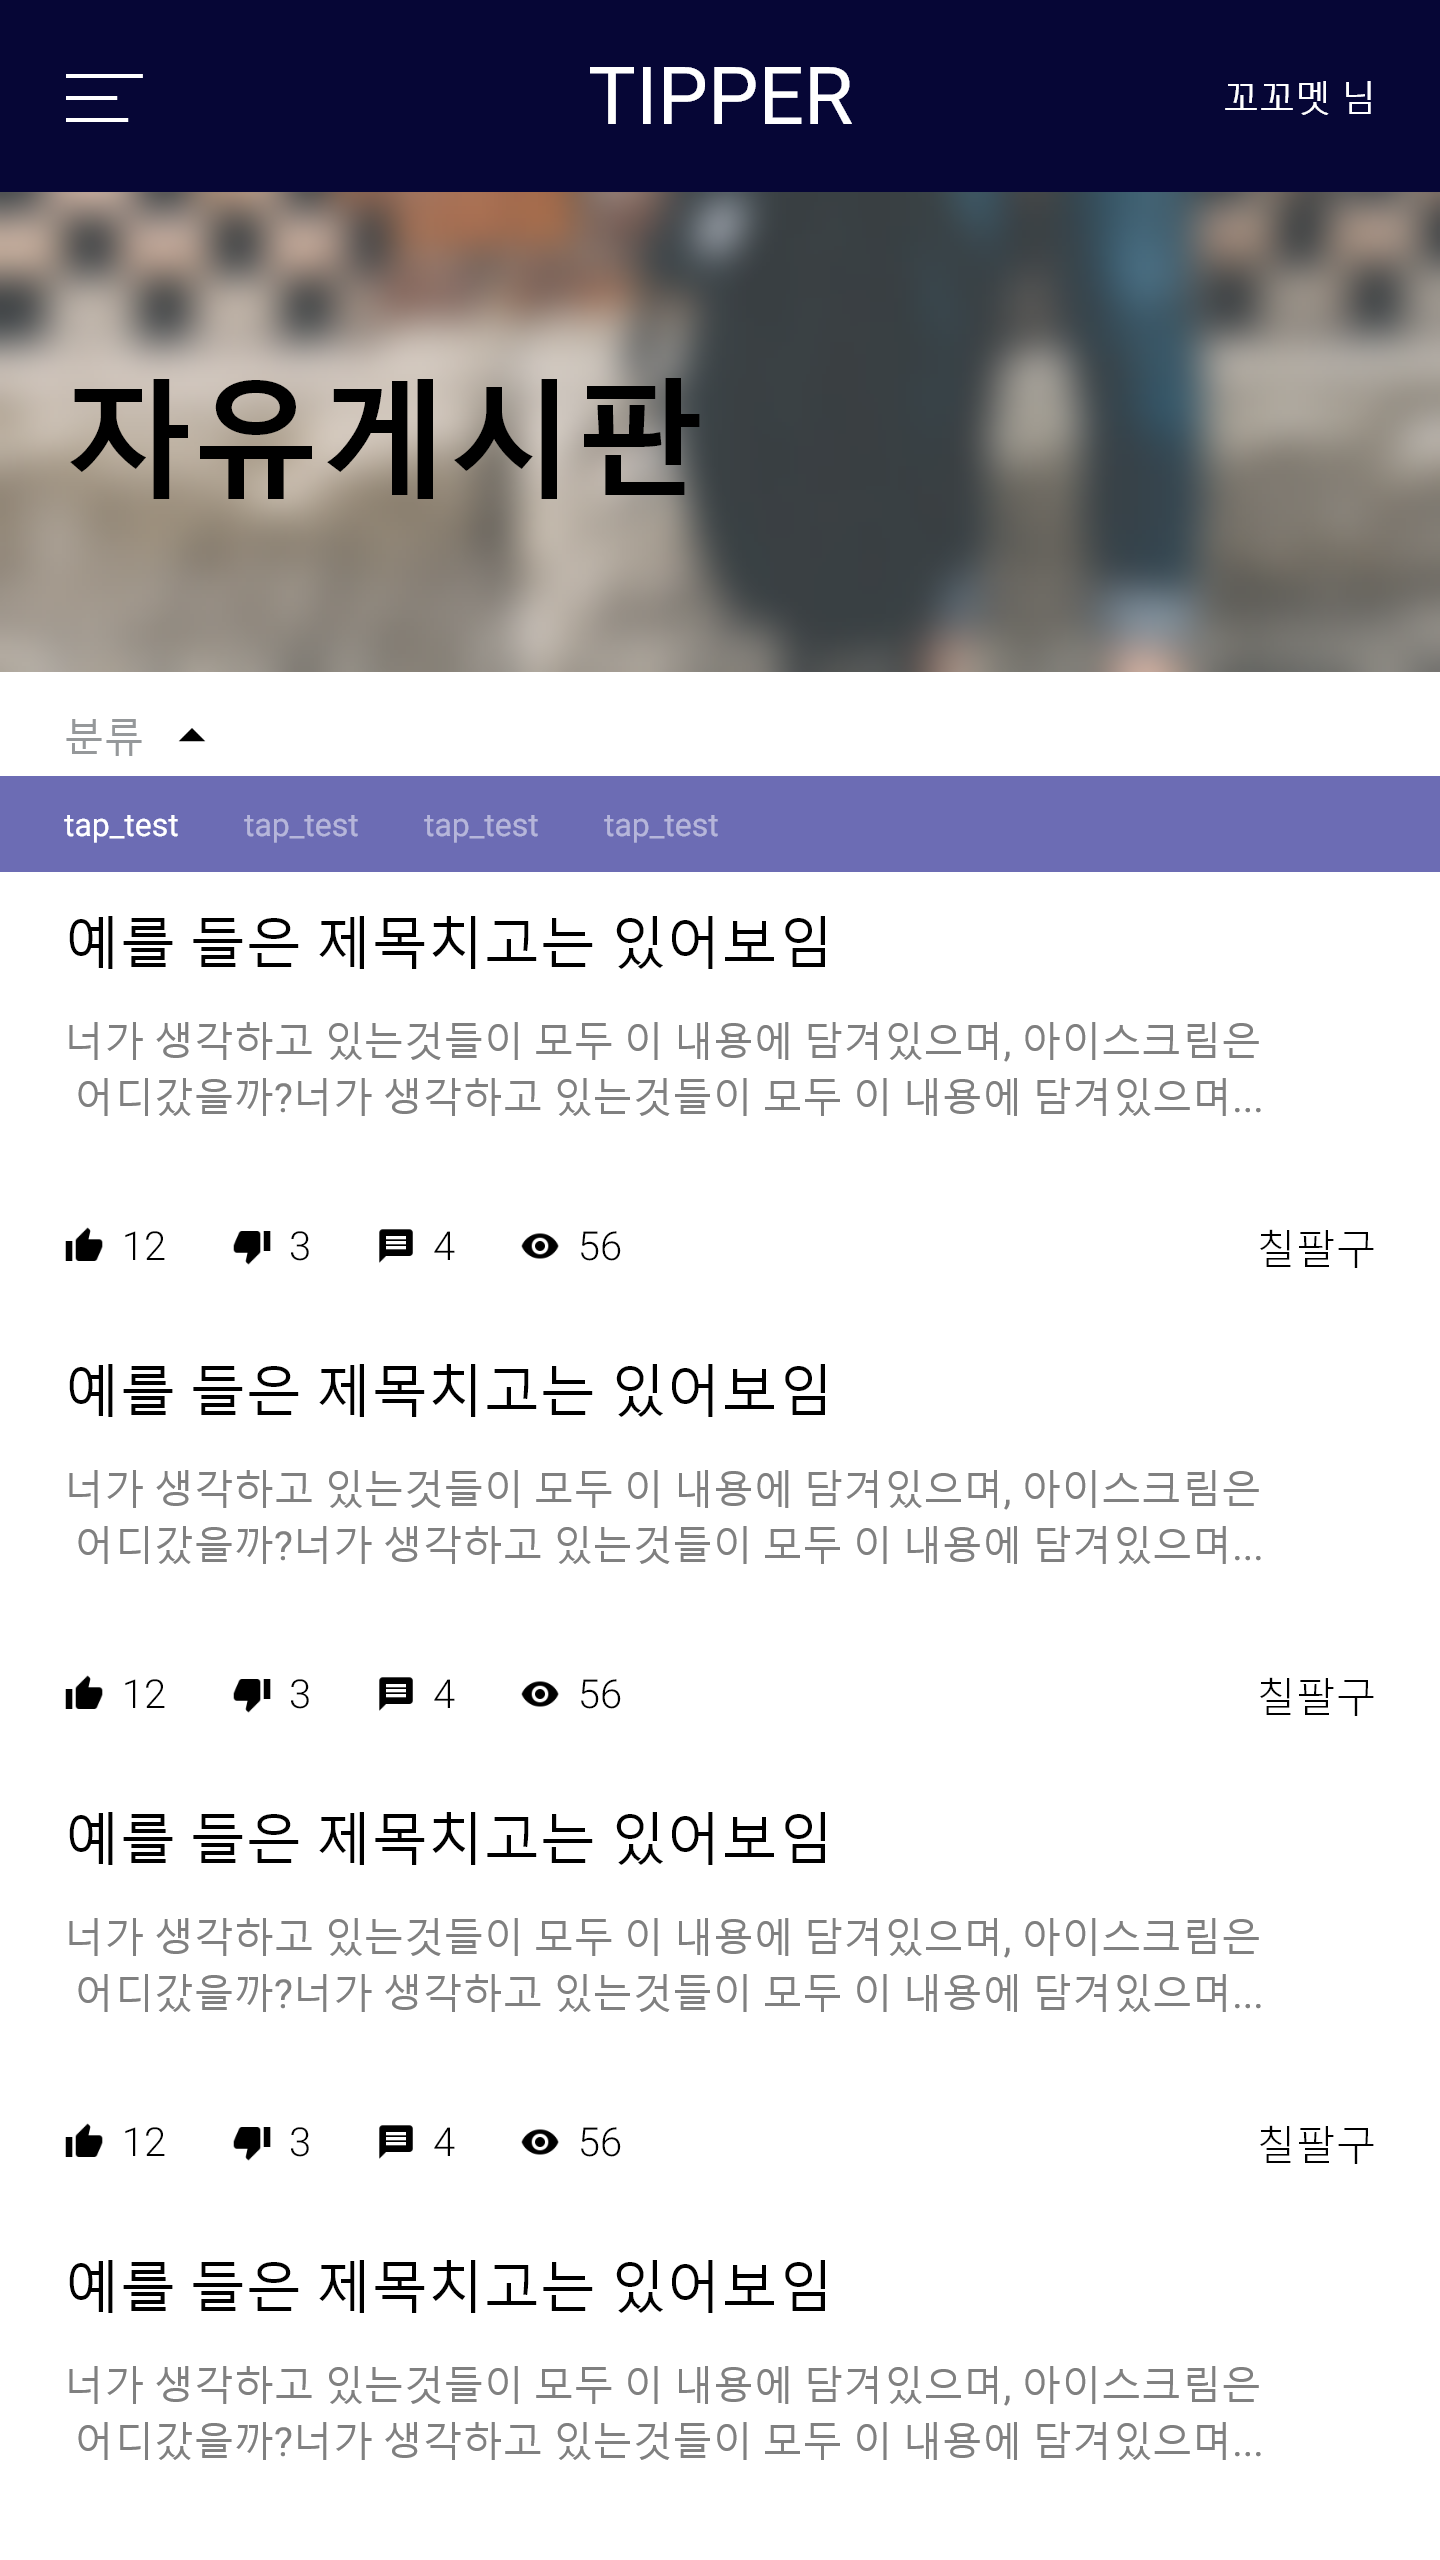 TIPPER
꼬꼬멧 님
자유게시판
분류
tap_test tap_test tap_test tap_test
예를 들은 제목치고는 있어보임
너가 생각하고 있는것들이 모두 이 내용에 담겨있으며, 아이스크림은
어디갔을까?너가 생각하고 있는것들이 모두 이 내용에 담겨있으며...
12 3 4 56 칠팔구
예를 들은 제목치고는 있어보임
너가 생각하고 있는것들이 모두 이 내용에 담겨있으며, 아이스크림은
어디갔을까?너가 생각하고 있는것들이 모두 이 내용에 담겨있으며...
12 3 4 56 칠팔구
예를 들은 제목치고는 있어보임
너가 생각하고 있는것들이 모두 이 내용에 담겨있으며, 아이스크림은
어디갔을까?너가 생각하고 있는것들이 모두 이 내용에 담겨있으며...
12 3 4 56 칠팔구
예를 들은 제목치고는 있어보임
너가 생각하고 있는것들이 모두 이 내용에 담겨있으며, 아이스크림은
어디갔을까?너가 생각하고 있는것들이 모두 이 내용에 담겨있으며...